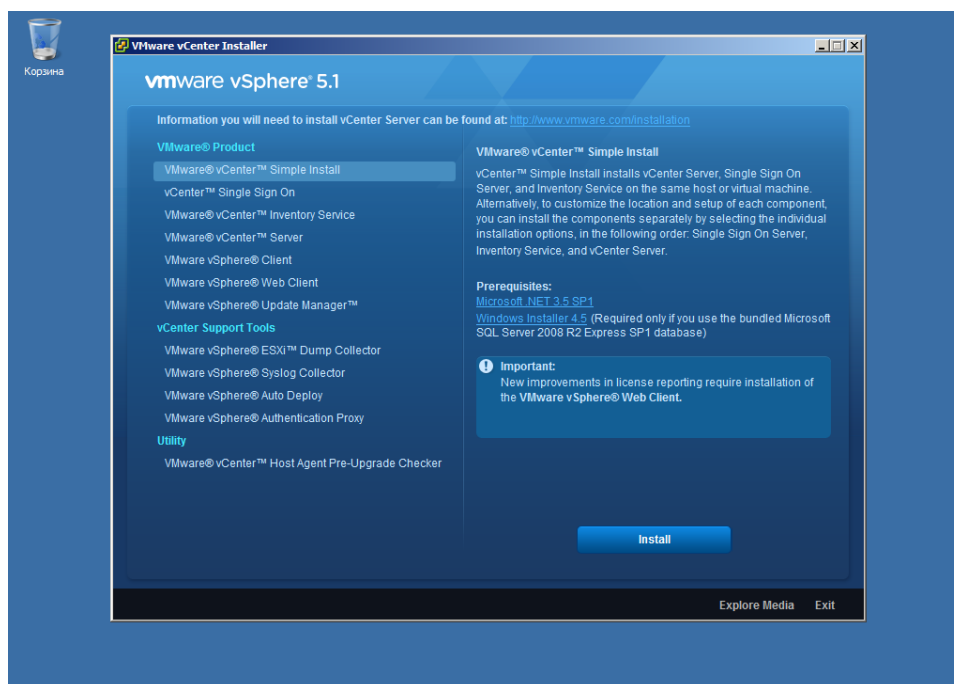 Корзина
VMware vCenter Installer
vmware vSphere® 5.1
Information you will need to install vCenter Server can be found at: http://www.vmware.com/installation
VMware® Product
VMware® vCenter™ Simple Install
vCenter™ Single Sign On
VMware® vCenter™ Inventory Service
VMware® vCenter™ Server
VMware vSphere® Client
VMware vSphere® Web Client
VMware vSphere® Update Manager™
vCenter Support Tools
VMware vSphere® ESXi™ Dump Collector
VMware vSphere® Syslog Collector
VMware vSphere® Auto Deploy
VMware vSphere® Authentication Proxy
Utility
VMware® vCenter™ Host Agent Pre-Upgrade Checker
VMware® vCenter™ Simple Install
vCenter™ Simple Install installs vCenter Server, Single Sign On
Server, and Inventory Service on the same host or virtual machine.
Alternatively, to customize the location and setup of each component,
you can install the components separately by selecting the individual
installation options, in the following order: Single Sign On Server,
Inventory Service, and vCenter Server.
Prerequisites:
Microsoft .NET 3.5 SP1
Windows Installer 4.5 (Required only if you use the bundled Microsoft
SQL Server 2008 R2 Express SP1 database)
Important:
New improvements in license reporting require installation of
the VMware vSphere® Web Client.
Install
Explore Media Exit